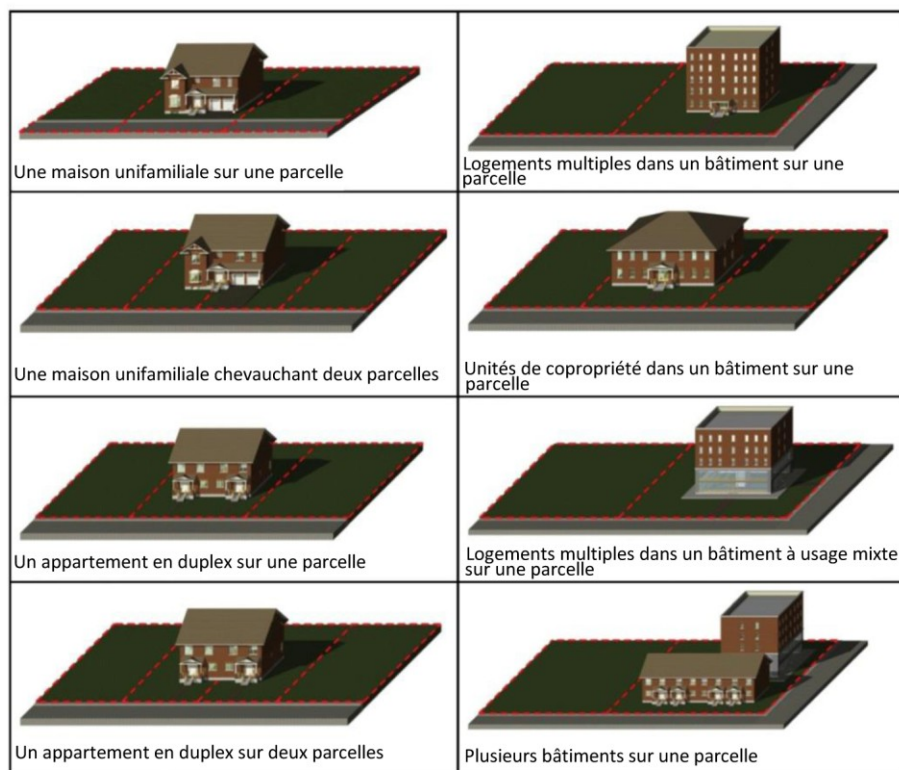 Une maison unifamiliale sur une parcelle
Logements multiples dans un bâtiment sur une
parcelle
Une maison unifamiliale chevauchant deux parcelles
Unités de copropriété dans un bâtiment sur une
parcelle
Un appartement en duplex sur une parcelle
Logements multiples dans un bâtiment à usage mixte
sur une parcelle
Un appartement en duplex sur deux parcelles
Plusieurs bâtiments sur une parcelle